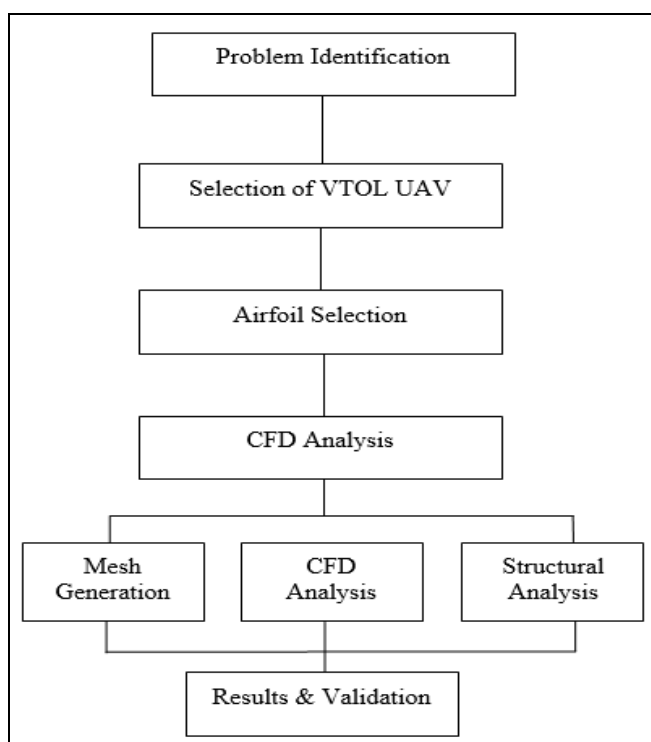 Problem Identification
Selection of VTOL UAV
Airfoil Selection
CFD Analysis
Mesh
Generation
CFD
Analysis
Structural
Analysis
Results & Validation